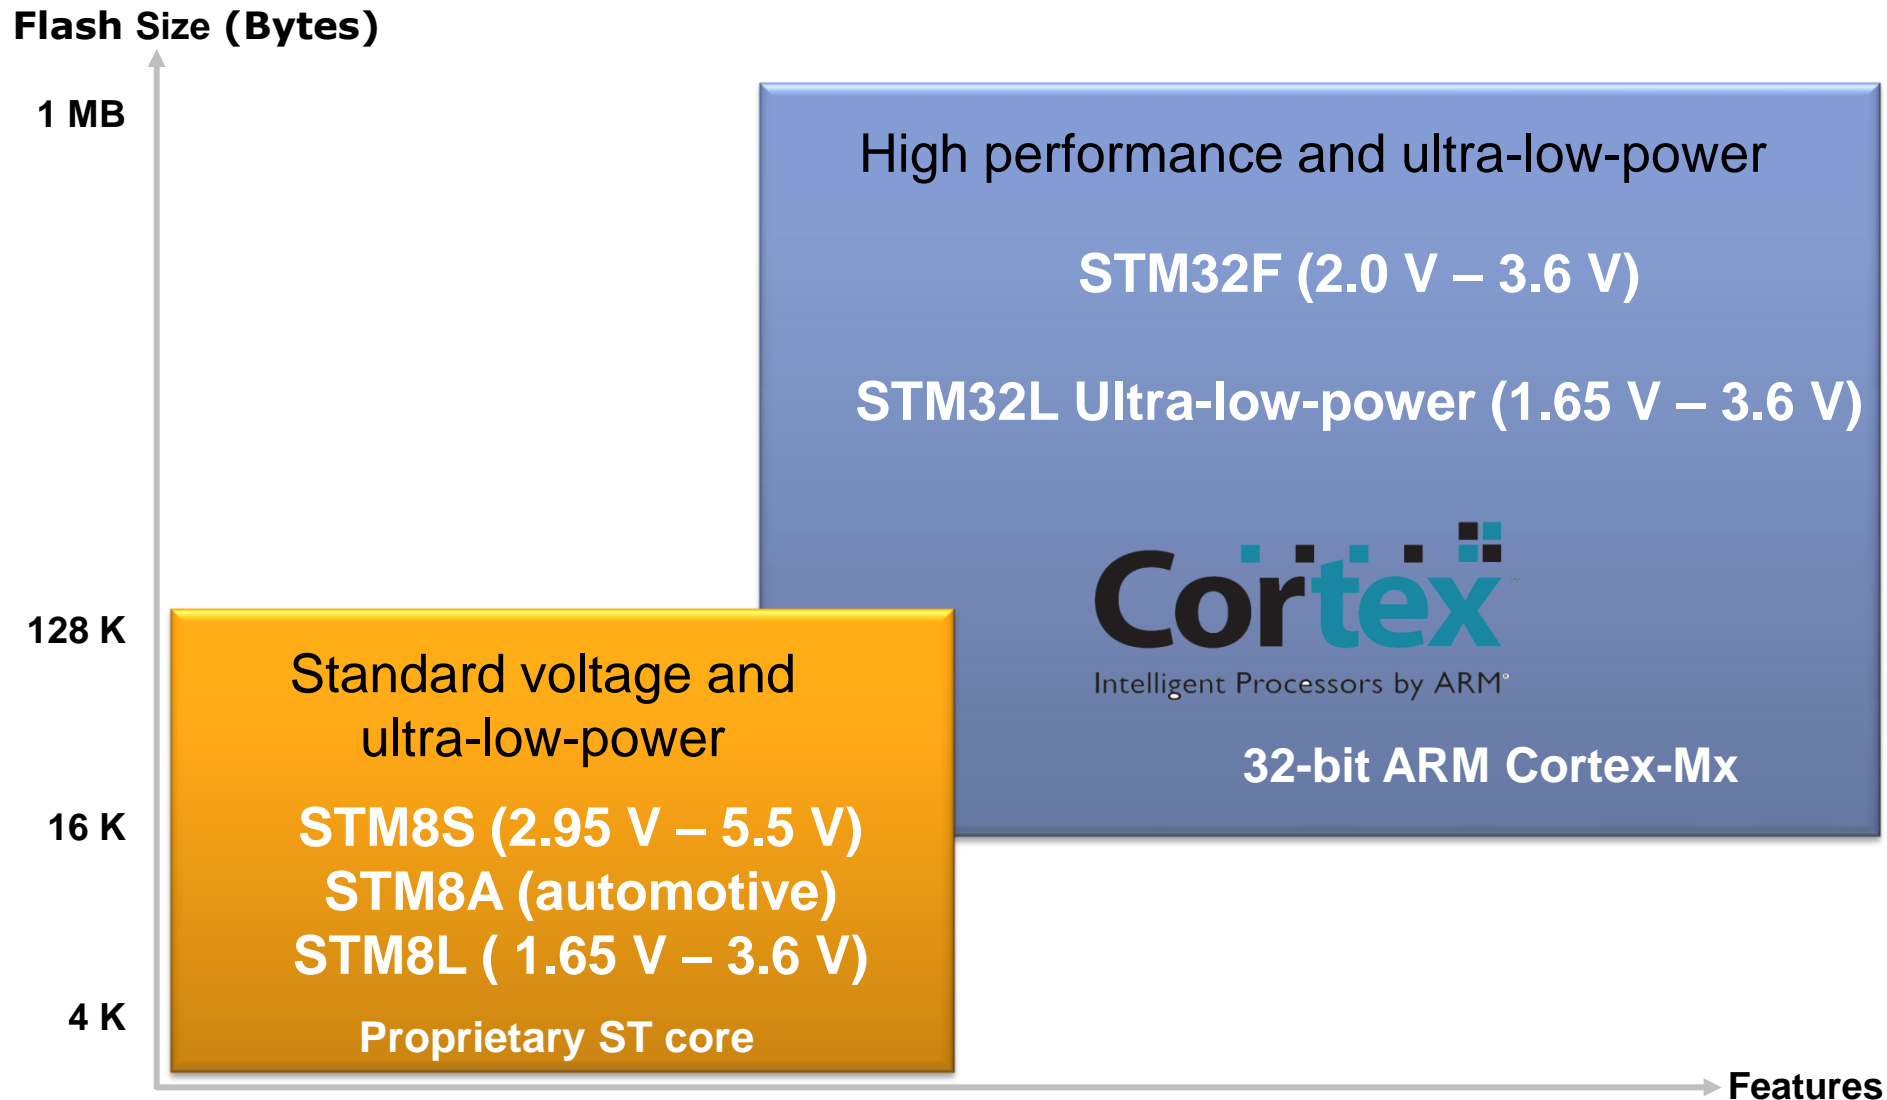 Flash Size (Bytes)
1 MB
High performance and ultra-low-power
STM32F (2.0 V – 3.6 V)
STM32L Ultra-low-power (1.65 V – 3.6 V)
Cortex
Intelligent Processors by ARM®
32-bit ARM Cortex-Mx
128 K
Standard voltage and
ultra-low-power
16 K
STM8S (2.95 V – 5.5 V)
STM8A (automotive)
STM8L ( 1.65 V – 3.6 V)
4 K
Proprietary ST core
Features